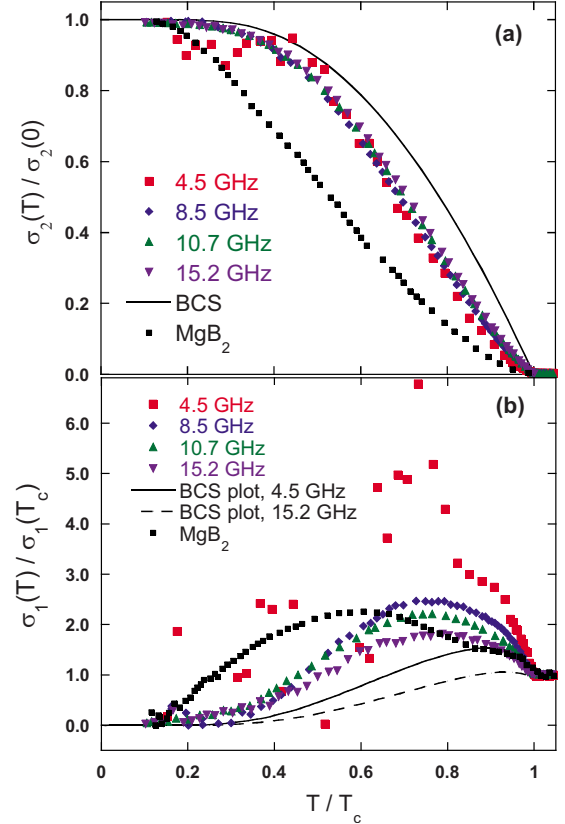 (a)
1.0
0.8
0.6
0.4
0.2
0.0
σ2(T) / σ2(0)
4.5 GHz
8.5 GHz
10.7 GHz
15.2 GHz
BCS
MgB2
(b)
6.0
5.0
4.0
3.0
2.0
1.0
0.0
σ1(T) / σ1(Tc)
4.5 GHz
8.5 GHz
10.7 GHz
15.2 GHz
BCS plot, 4.5 GHz
BCS plot, 15.2 GHz
MgB2
0 0.2 0.4 0.6 0.8 1
T / Tc